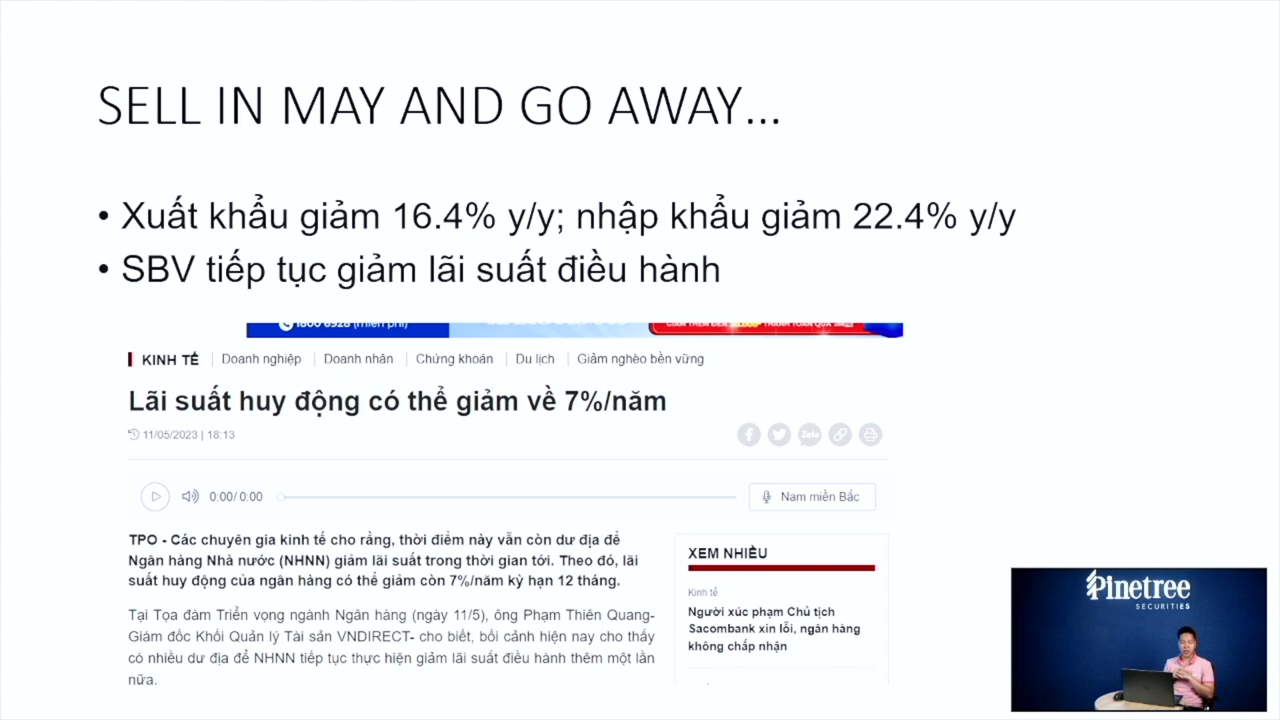 SELL IN MAY AND GO AWAY...
• Xuất khẩu giảm 16.4% y/y; nhập khẩu giảm 22.4% y/y
• SBV tiếp tục giảm lãi suất điều hành
1800 6928 (miễn phí)
KINH TẾ Doanh nghiệp Doanh nhân Chứng khoán Du lịch Giảm nghèo bền vững
Lãi suất huy động có thể giảm về 7%/năm
11/05/2023 | 18:13
Zalo
0:00/ 0:00
Nam miền Bắc
TPO - Các chuyên gia kinh tế cho rằng, thời điểm này vẫn còn dư địa để
Ngân hàng Nhà nước (NHNN) giảm lãi suất trong thời gian tới. Theo đó, lãi
suất huy động của ngân hàng có thể giảm còn 7%/năm kỳ hạn 12 tháng.
Tại Tọa đàm Triển vọng ngành Ngân hàng (ngày 11/5), ông Phạm Thiên Quang-
Giám đốc Khối Quản lý Tài sản VNDIRECT- cho biết, bối cảnh hiện nay cho thấy
có nhiều dư địa để NHNN tiếp tục thực hiện giảm lãi suất điều hành thêm một lần
nữa.
XEM NHIỀU
Kinh tế
Người xúc phạm Chủ tịch
Sacombank xin lỗi, ngân hàng
không chấp nhận
Pinetree
SECURITIES